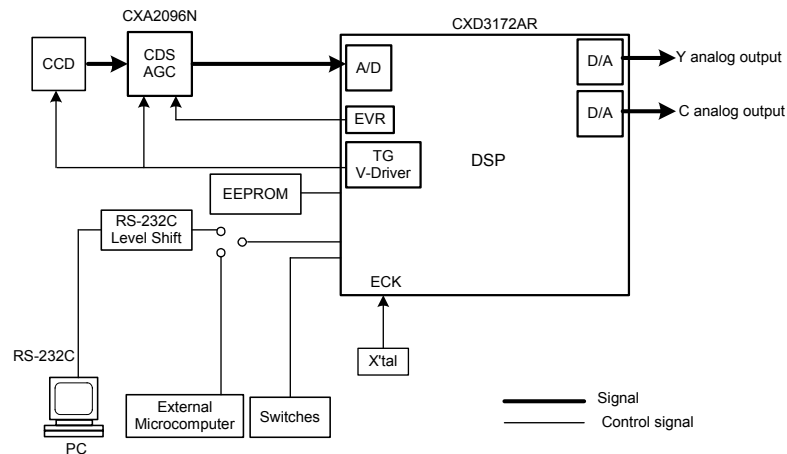 CXA2096N
CXD3172AR
CCD
CDS
AGC
A/D
D/A
Y analog output
D/A
C analog output
EVR
TG
V-Driver
DSP
EEPROM
RS-232C
Level Shift
ECK
RS-232C
X'tal
External
Microcomputer
Switches
Signal
Control signal
PC